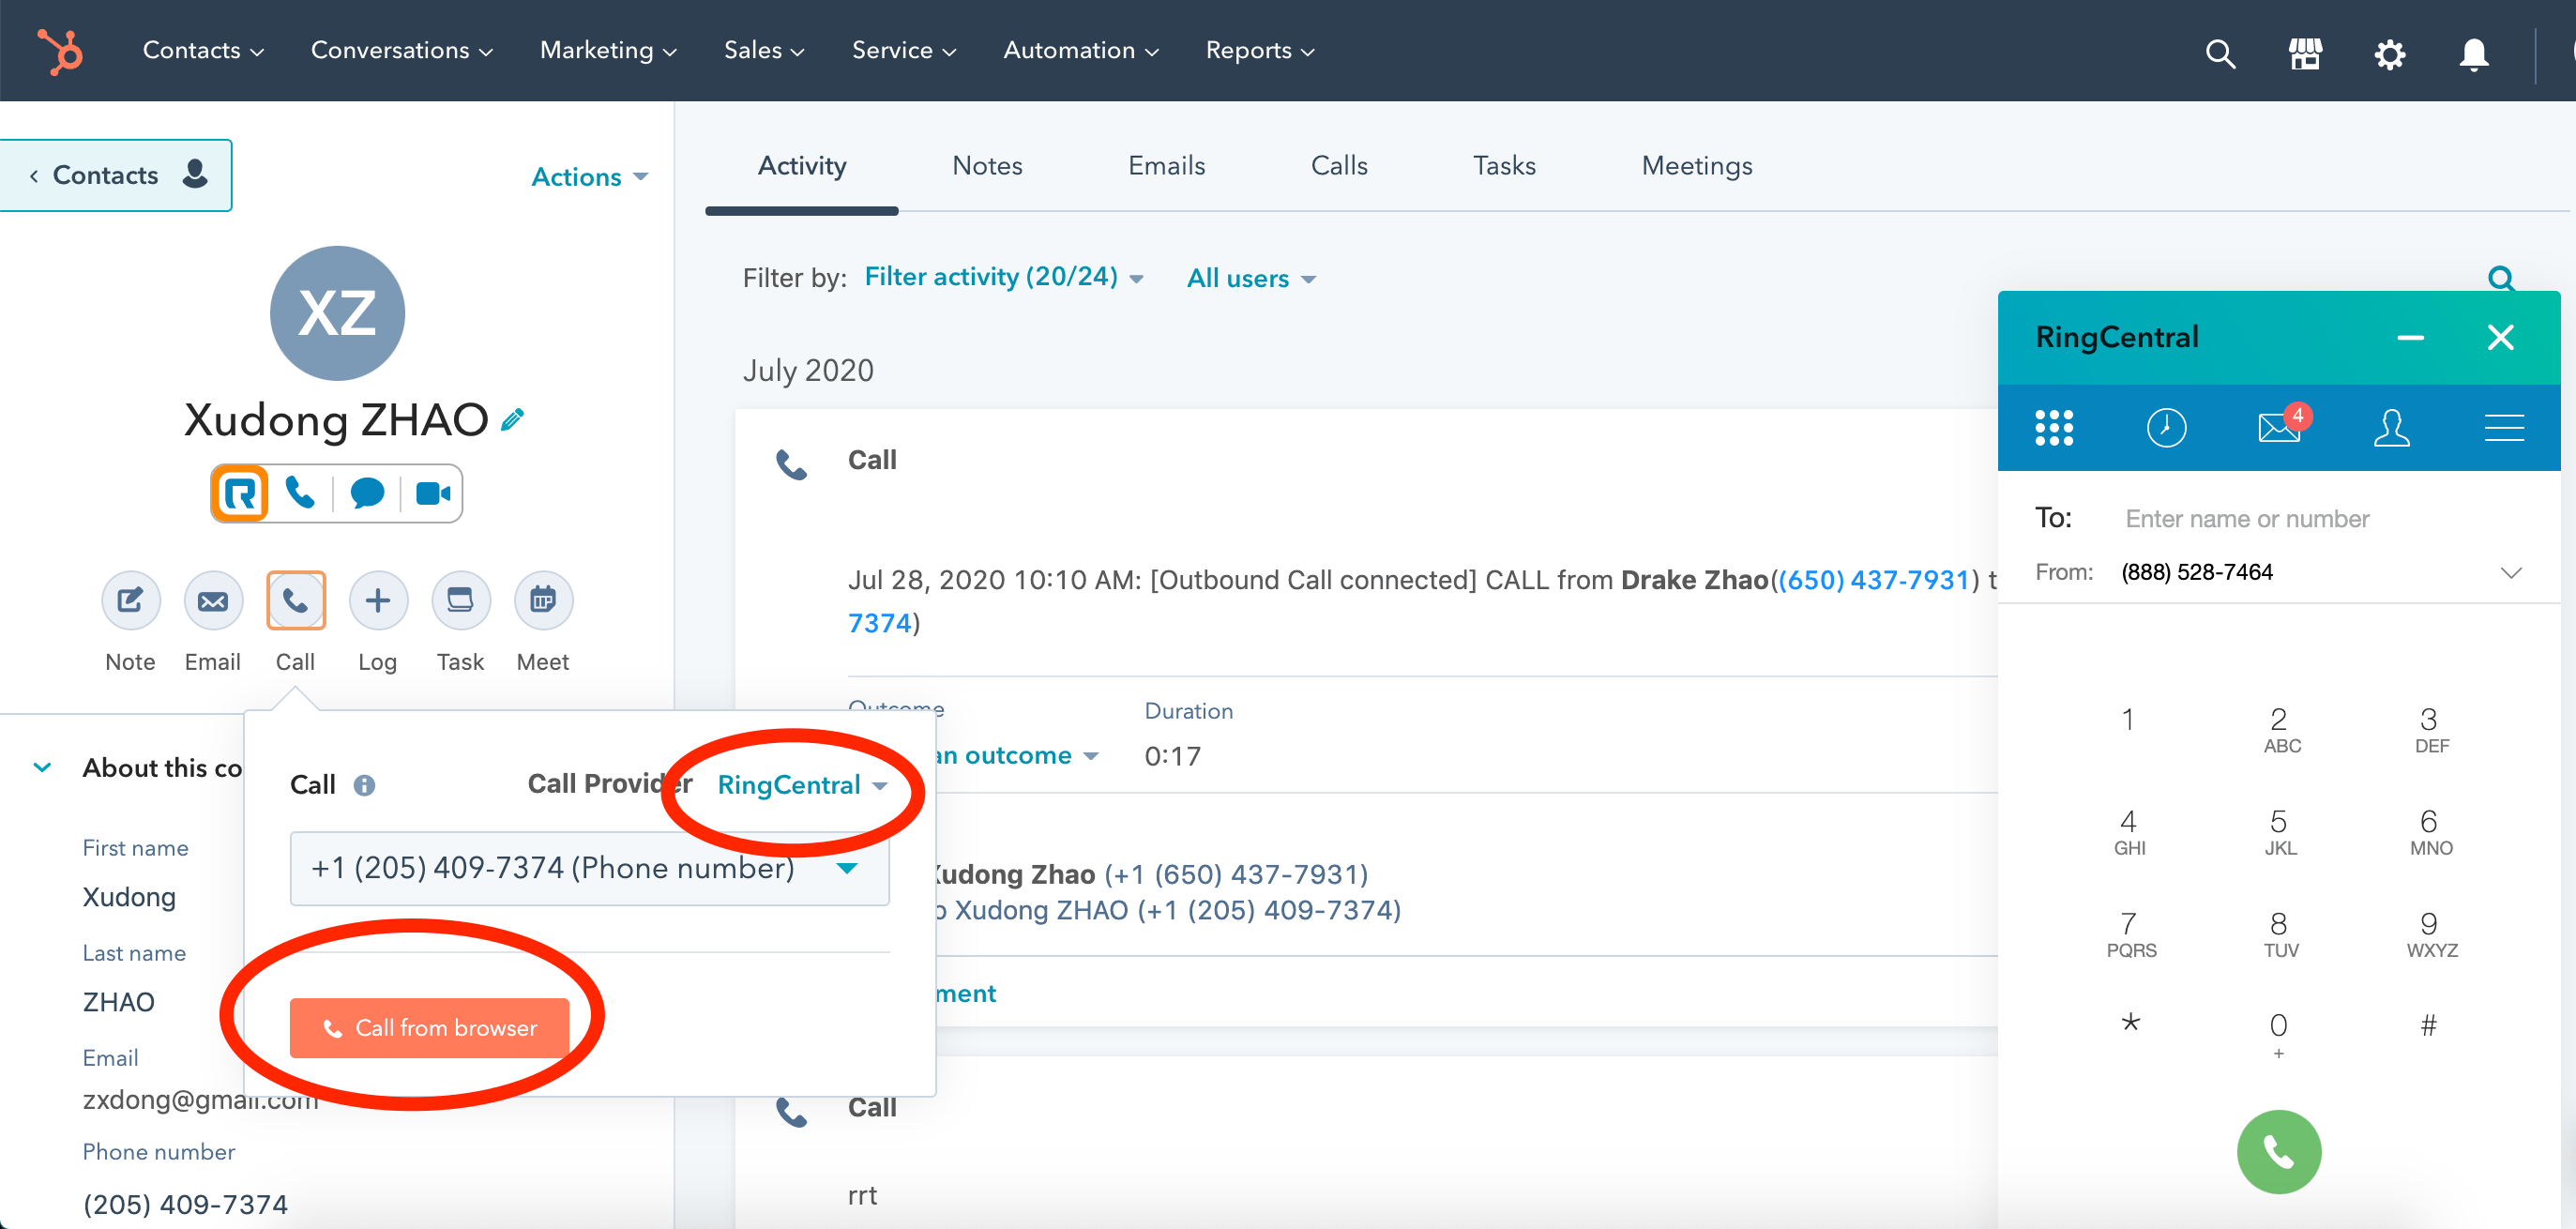 Contacts Conversations Marketing Sales Service Automation Reports
Contacts
Actions
XZ
Xudong ZHAO
Note Email Call Log Task Meet
About this co
First name
Xudong
Last name
ZHAO
Email
zxdong@gmail.com
Phone number
(205) 409-7374
Call Call Provider RingCentral
+1 (205) 409-7374 (Phone number)
Call from browser
Activity Notes Emails Calls Tasks Meetings
Filter by: Filter activity (20/24) All users
July 2020
Call
Jul 28, 2020 10:10 AM: [Outbound Call connected] CALL from Drake Zhao((650) 437-7931) t
7374)
Outcome Duration
an outcome 0:17
Xudong Zhao (+1 (650) 437-7931)
o Xudong ZHAO (+1 (205) 409-7374)
ment
Call
rrt
RingCentral
4
To: Enter name or number
From: (888) 528-7464
1 2 3
ABC DEF
4 5 6
GHI JKL MNO
7 8 9
PQRS TUV WXYZ
* 0 #
+